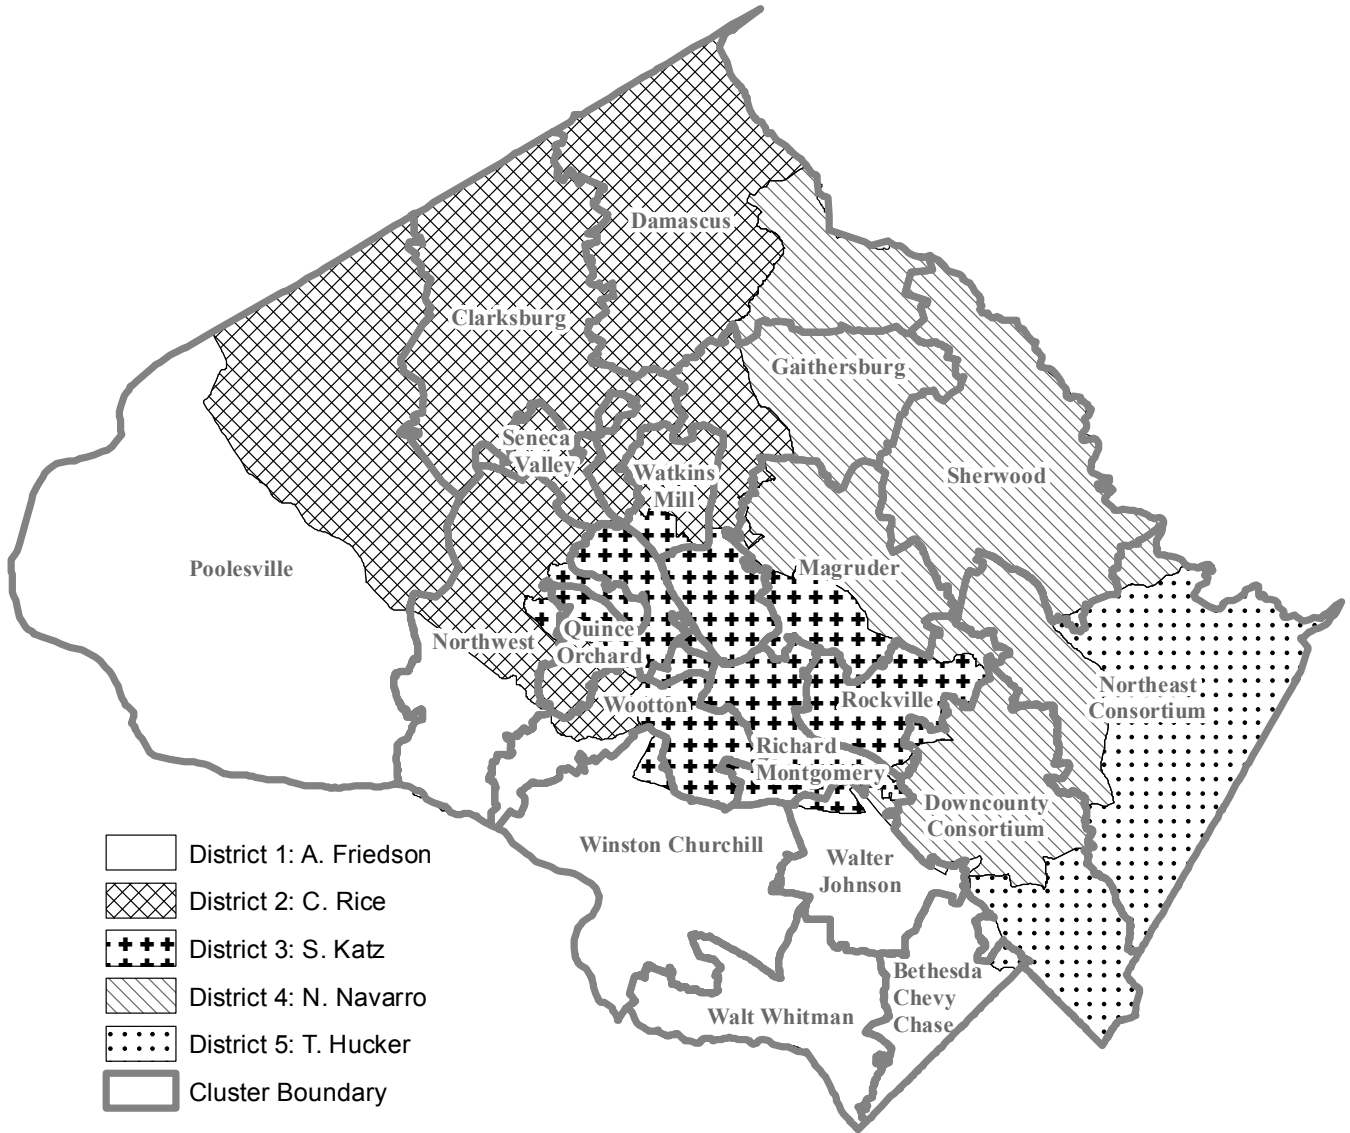 Damascus
Clarksburg
Gaithersburg
Seneca
Valley
Watkins
Mill
Sherwood
Poolesville
Magruder
Northwest
Quince
Orchard
Wootton
Rockville
Northeast
Consortium
Richard
Montgomery
Downcounty
Consortium
Winston Churchill
Walter
Johnson
Bethesda
Chevy
Chase
Walt Whitman
District 1: A. Friedson
District 2: C. Rice
District 3: S. Katz
District 4: N. Navarro
District 5: T. Hucker
Cluster Boundary